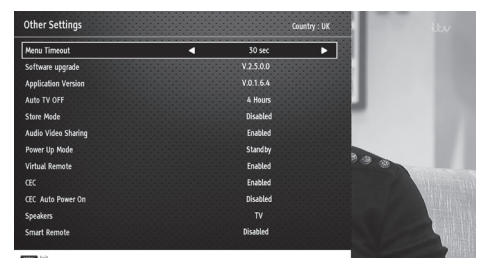 Other Settings Country : UK
itv
Menu Timeout 30 sec
Software upgrade V.2.5.0.0
Application Version V.0.1.6.4
Auto TV OFF 4 Hours
Store Mode Disabled
Audio Video Sharing Enabled
Power Up Mode Standby
Virtual Remote Enabled
CEC Enabled
CEC Auto Power On Disabled
Speakers TV
Smart Remote Disabled